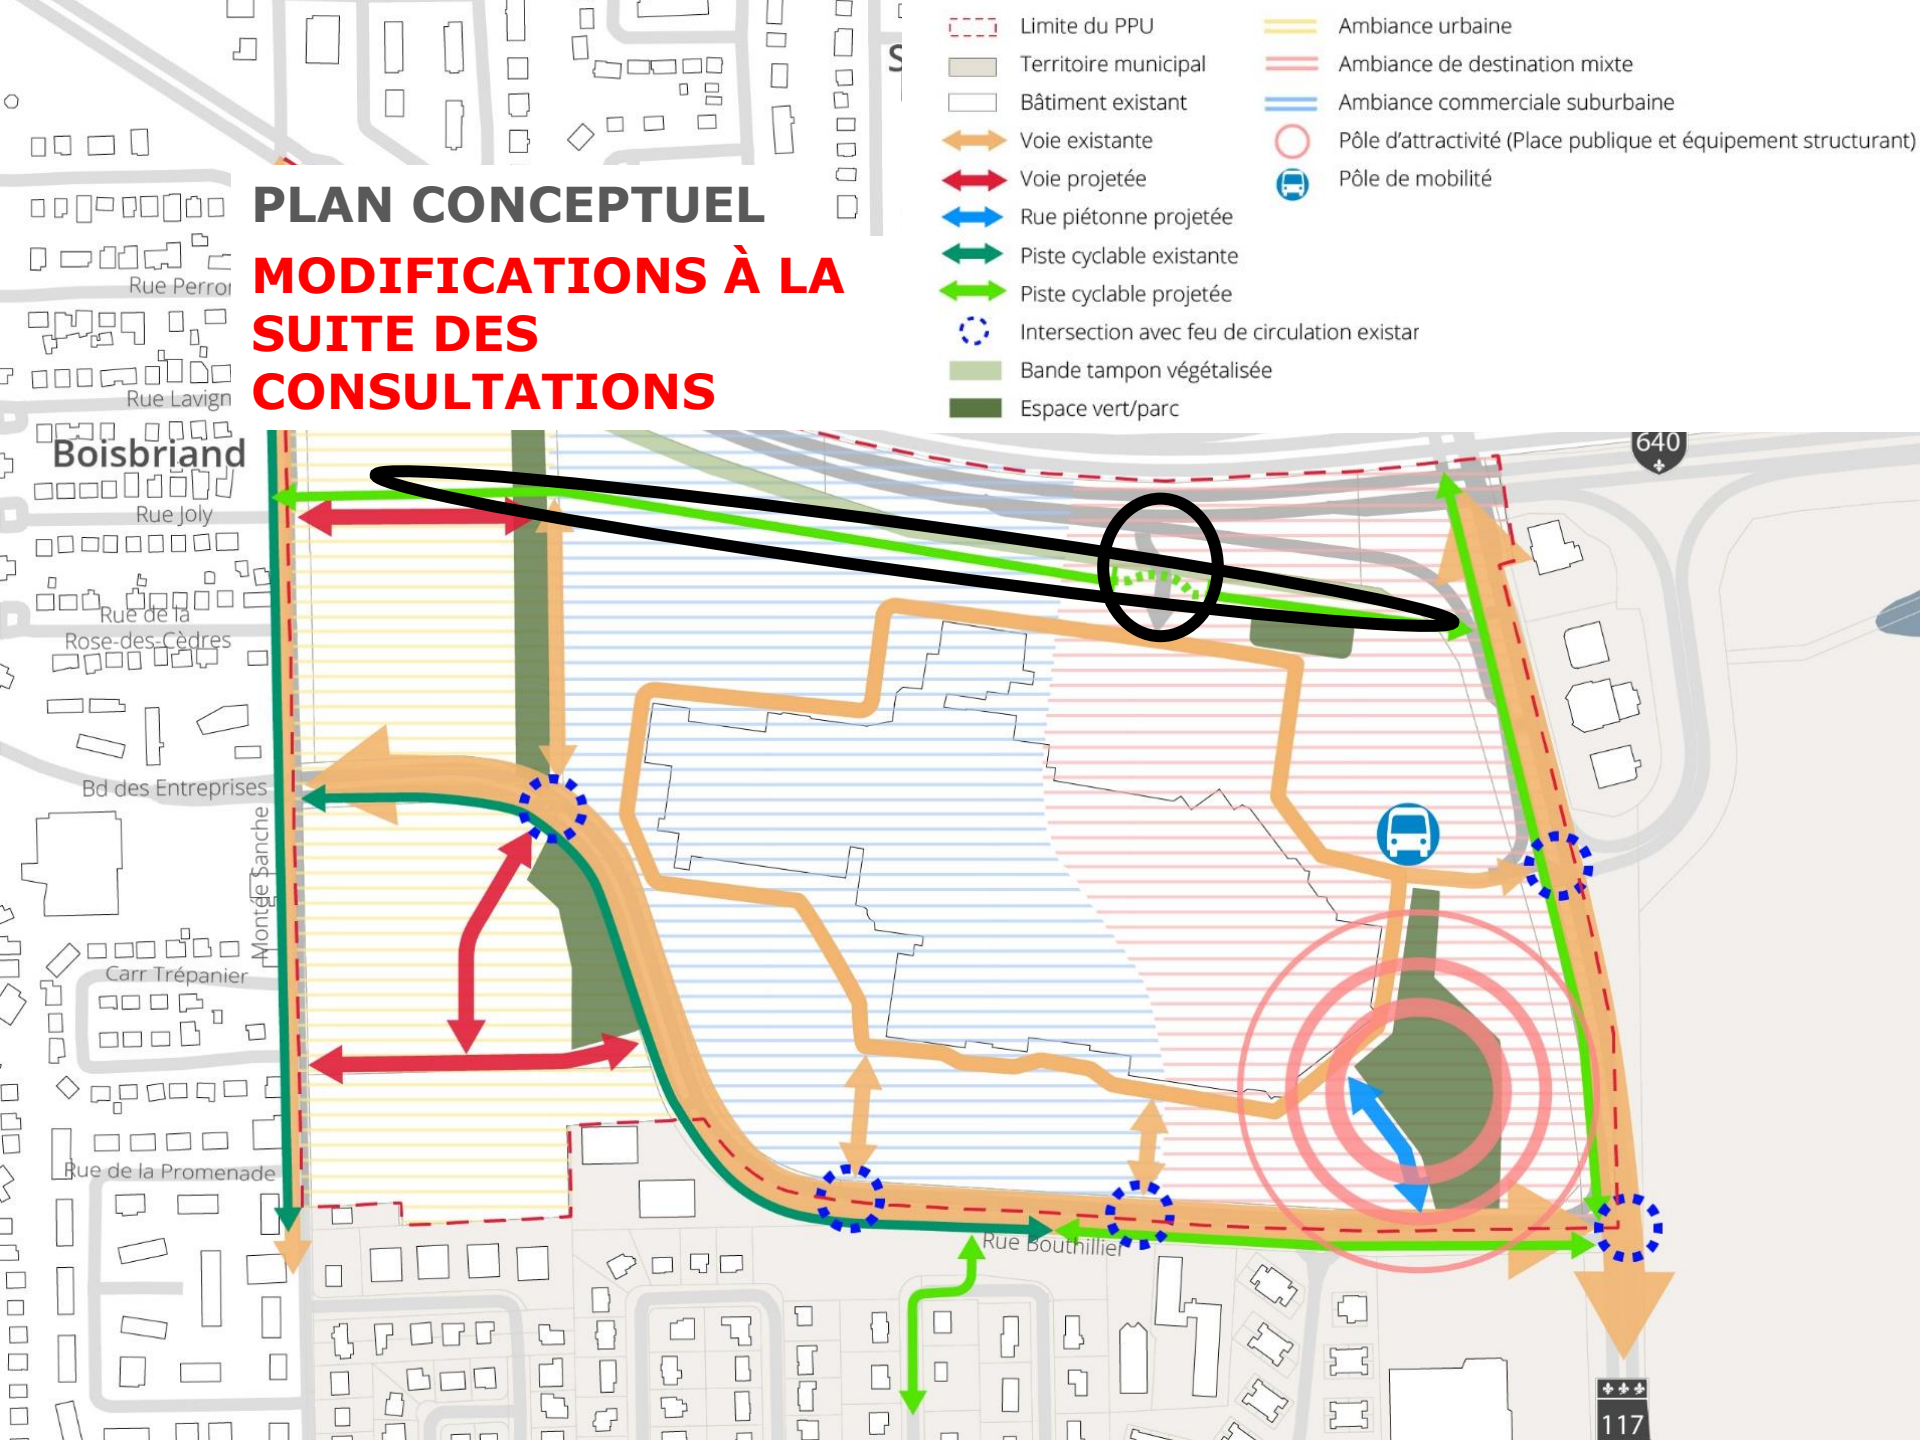 S
Limite du PPU
Territoire municipal
Bâtiment existant
Voie existante
Voie projetée
Rue piétonne projetée
Piste cyclable existante
Piste cyclable projetée
Intersection avec feu de circulation existar
Bande tampon végétalisée
Espace vert/parc
Ambiance urbaine
Ambiance de destination mixte
Ambiance commerciale suburbaine
Pôle d'attractivité (Place publique et équipement structurant)
Pôle de mobilité
PLAN CONCEPTUEL
MODIFICATIONS À LA
SUITE DES
CONSULTATIONS
Rue Perror
Rue Lavign
Boisbriand
640
Rue Joly
Rue de la
Rose-des-Cèdres
Bd des Entreprises
Montée Sanche
Carr Trépanier
Rue de la Promenade
Rue Bouthillier
117